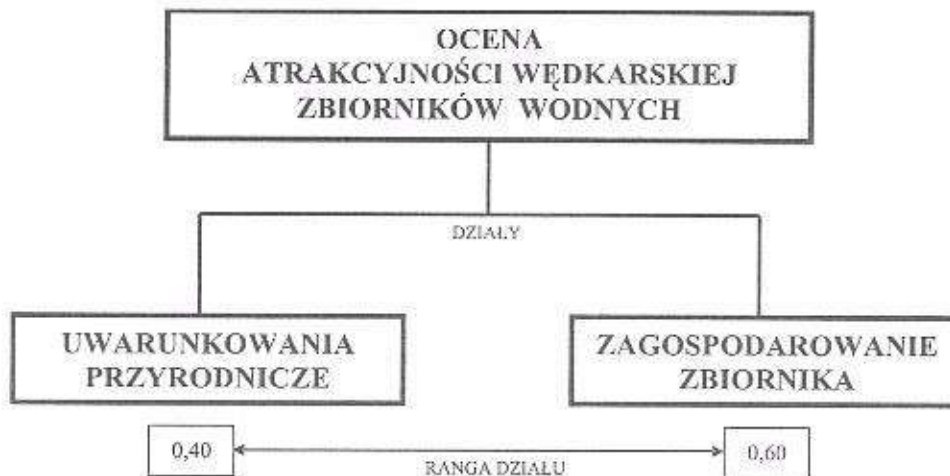 OCENA
ATRAKCYJNOŚCI WĘDKARSKIEJ
ZBIORNIKÓW WODNYCH
DZIAŁY
UWARUNKOWANIA
PRZYRODNICZE
ZAGOSPODAROWANIE
ZBIORNIKA
0,40
RANGA DZIAŁU
0,60